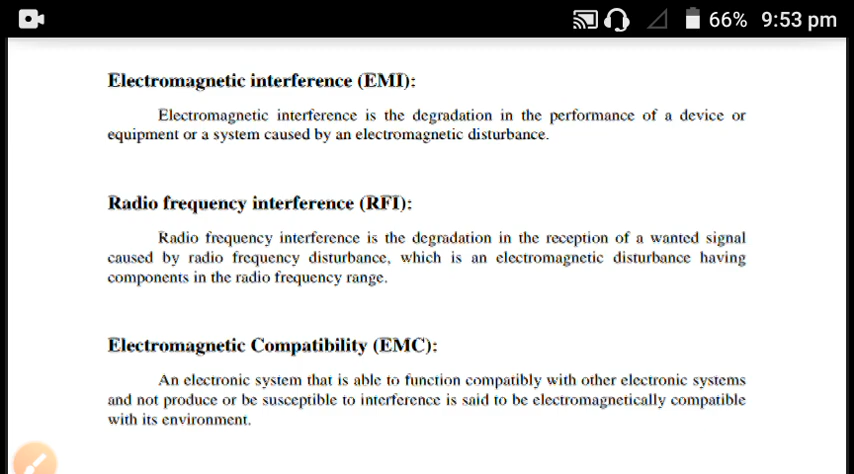 66% 9:53 pm
Electromagnetic interference (EMI):
Electromagnetic interference is the degradation in the performance of a device or
equipment or a system caused by an electromagnetic disturbance.
Radio frequency interference (RFI):
Radio frequency interference is the degradation in the reception of a wanted signal
caused by radio frequency disturbance, which is an electromagnetic disturbance having
components in the radio frequency range.
Electromagnetic Compatibility (EMC):
An electronic system that is able to function compatibly with other electronic systems
and not produce or be susceptible to interference is said to be electromagnetically compatible
with its environment.